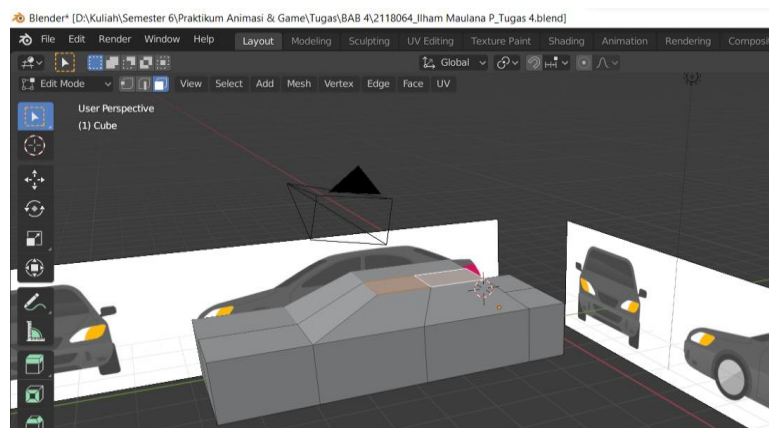 Blender* [D:\Kuliah\Semester 6\Praktikum Animasi & Game\Tugas\BAB 4\2118064_Ilham Maulana P_Tugas 4.blend]
File Edit Render Window Help Layout Modeling Sculpting UV Editing Texture Paint Shading Animation Rendering Composit
Global
Edit Mode View Select Add Mesh Vertex Edge Face UV
User Perspective
(1) Cube